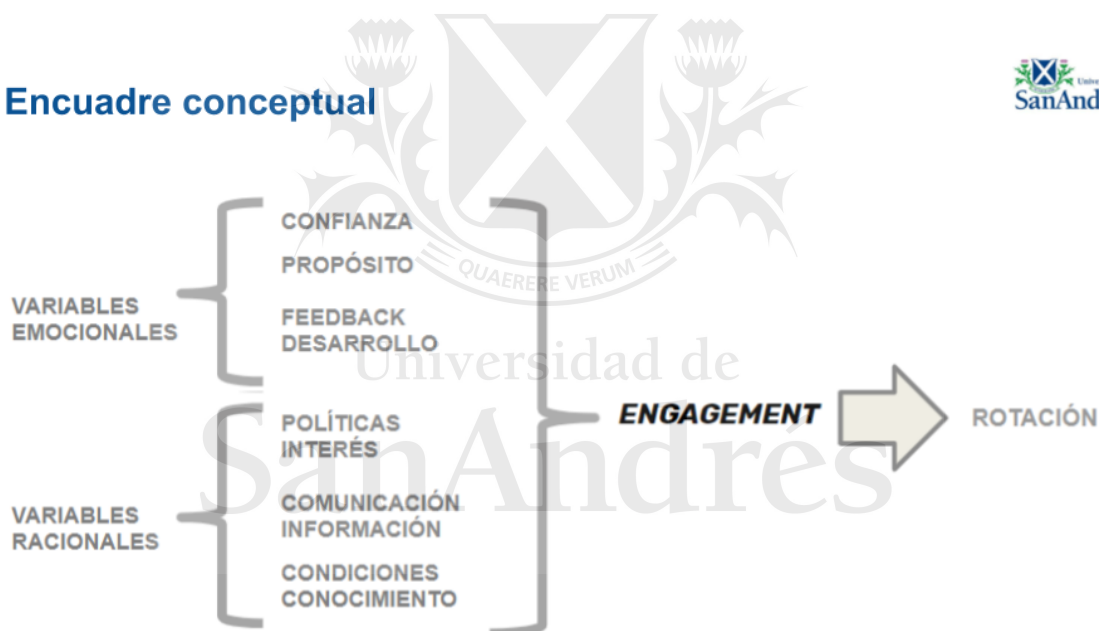 Encuadre conceptual
Unive
SanAnd
QUAERERE VERUM
Universidad de
SanAndrés
VARIABLES
EMOCIONALES
CONFIANZA
PROPÓSITO
FEEDBACK
DESARROLLO
VARIABLES
RACIONALES
POLÍTICAS
INTERÉS
COMUNICACIÓN
INFORMACIÓN
CONDICIONES
CONOCIMIENTO
ENGAGEMENT
ROTACIÓN